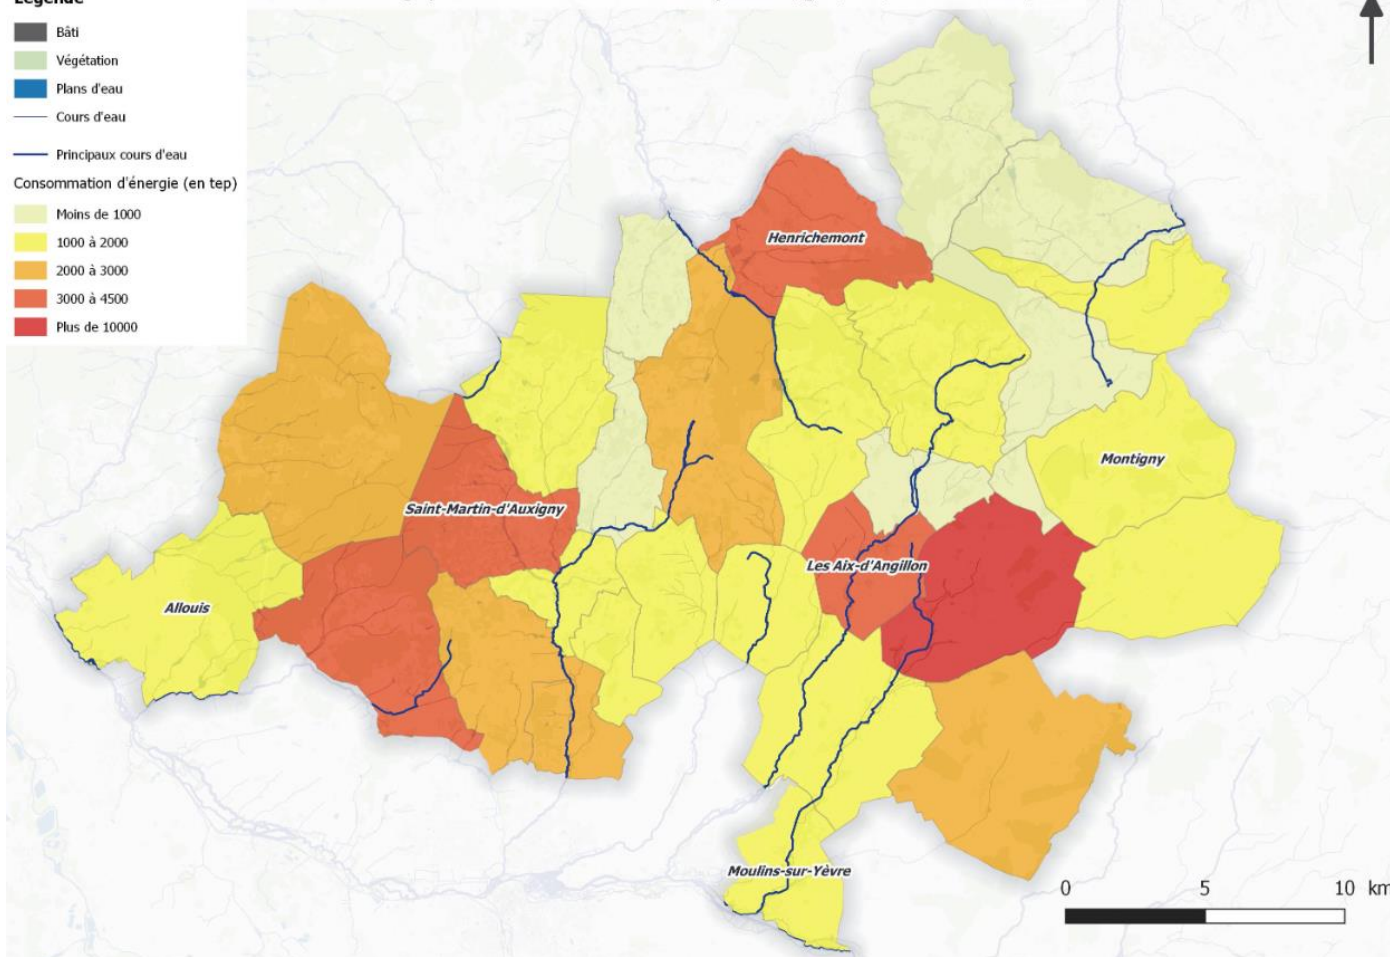 Légende
Bâti
Végétation
Plans d'eau
Cours d'eau
Principaux cours d'eau
Consommation d'énergie (en tep)
Moins de 1000
1000 à 2000
2000 à 3000
3000 à 4500
Plus de 10000
Henrichemont
Montigny
Saint-Martin-d'Auxigny
Les Aix-d'Angillon
Allouis
Moulins-sur-Yèvre
0 5 10 km